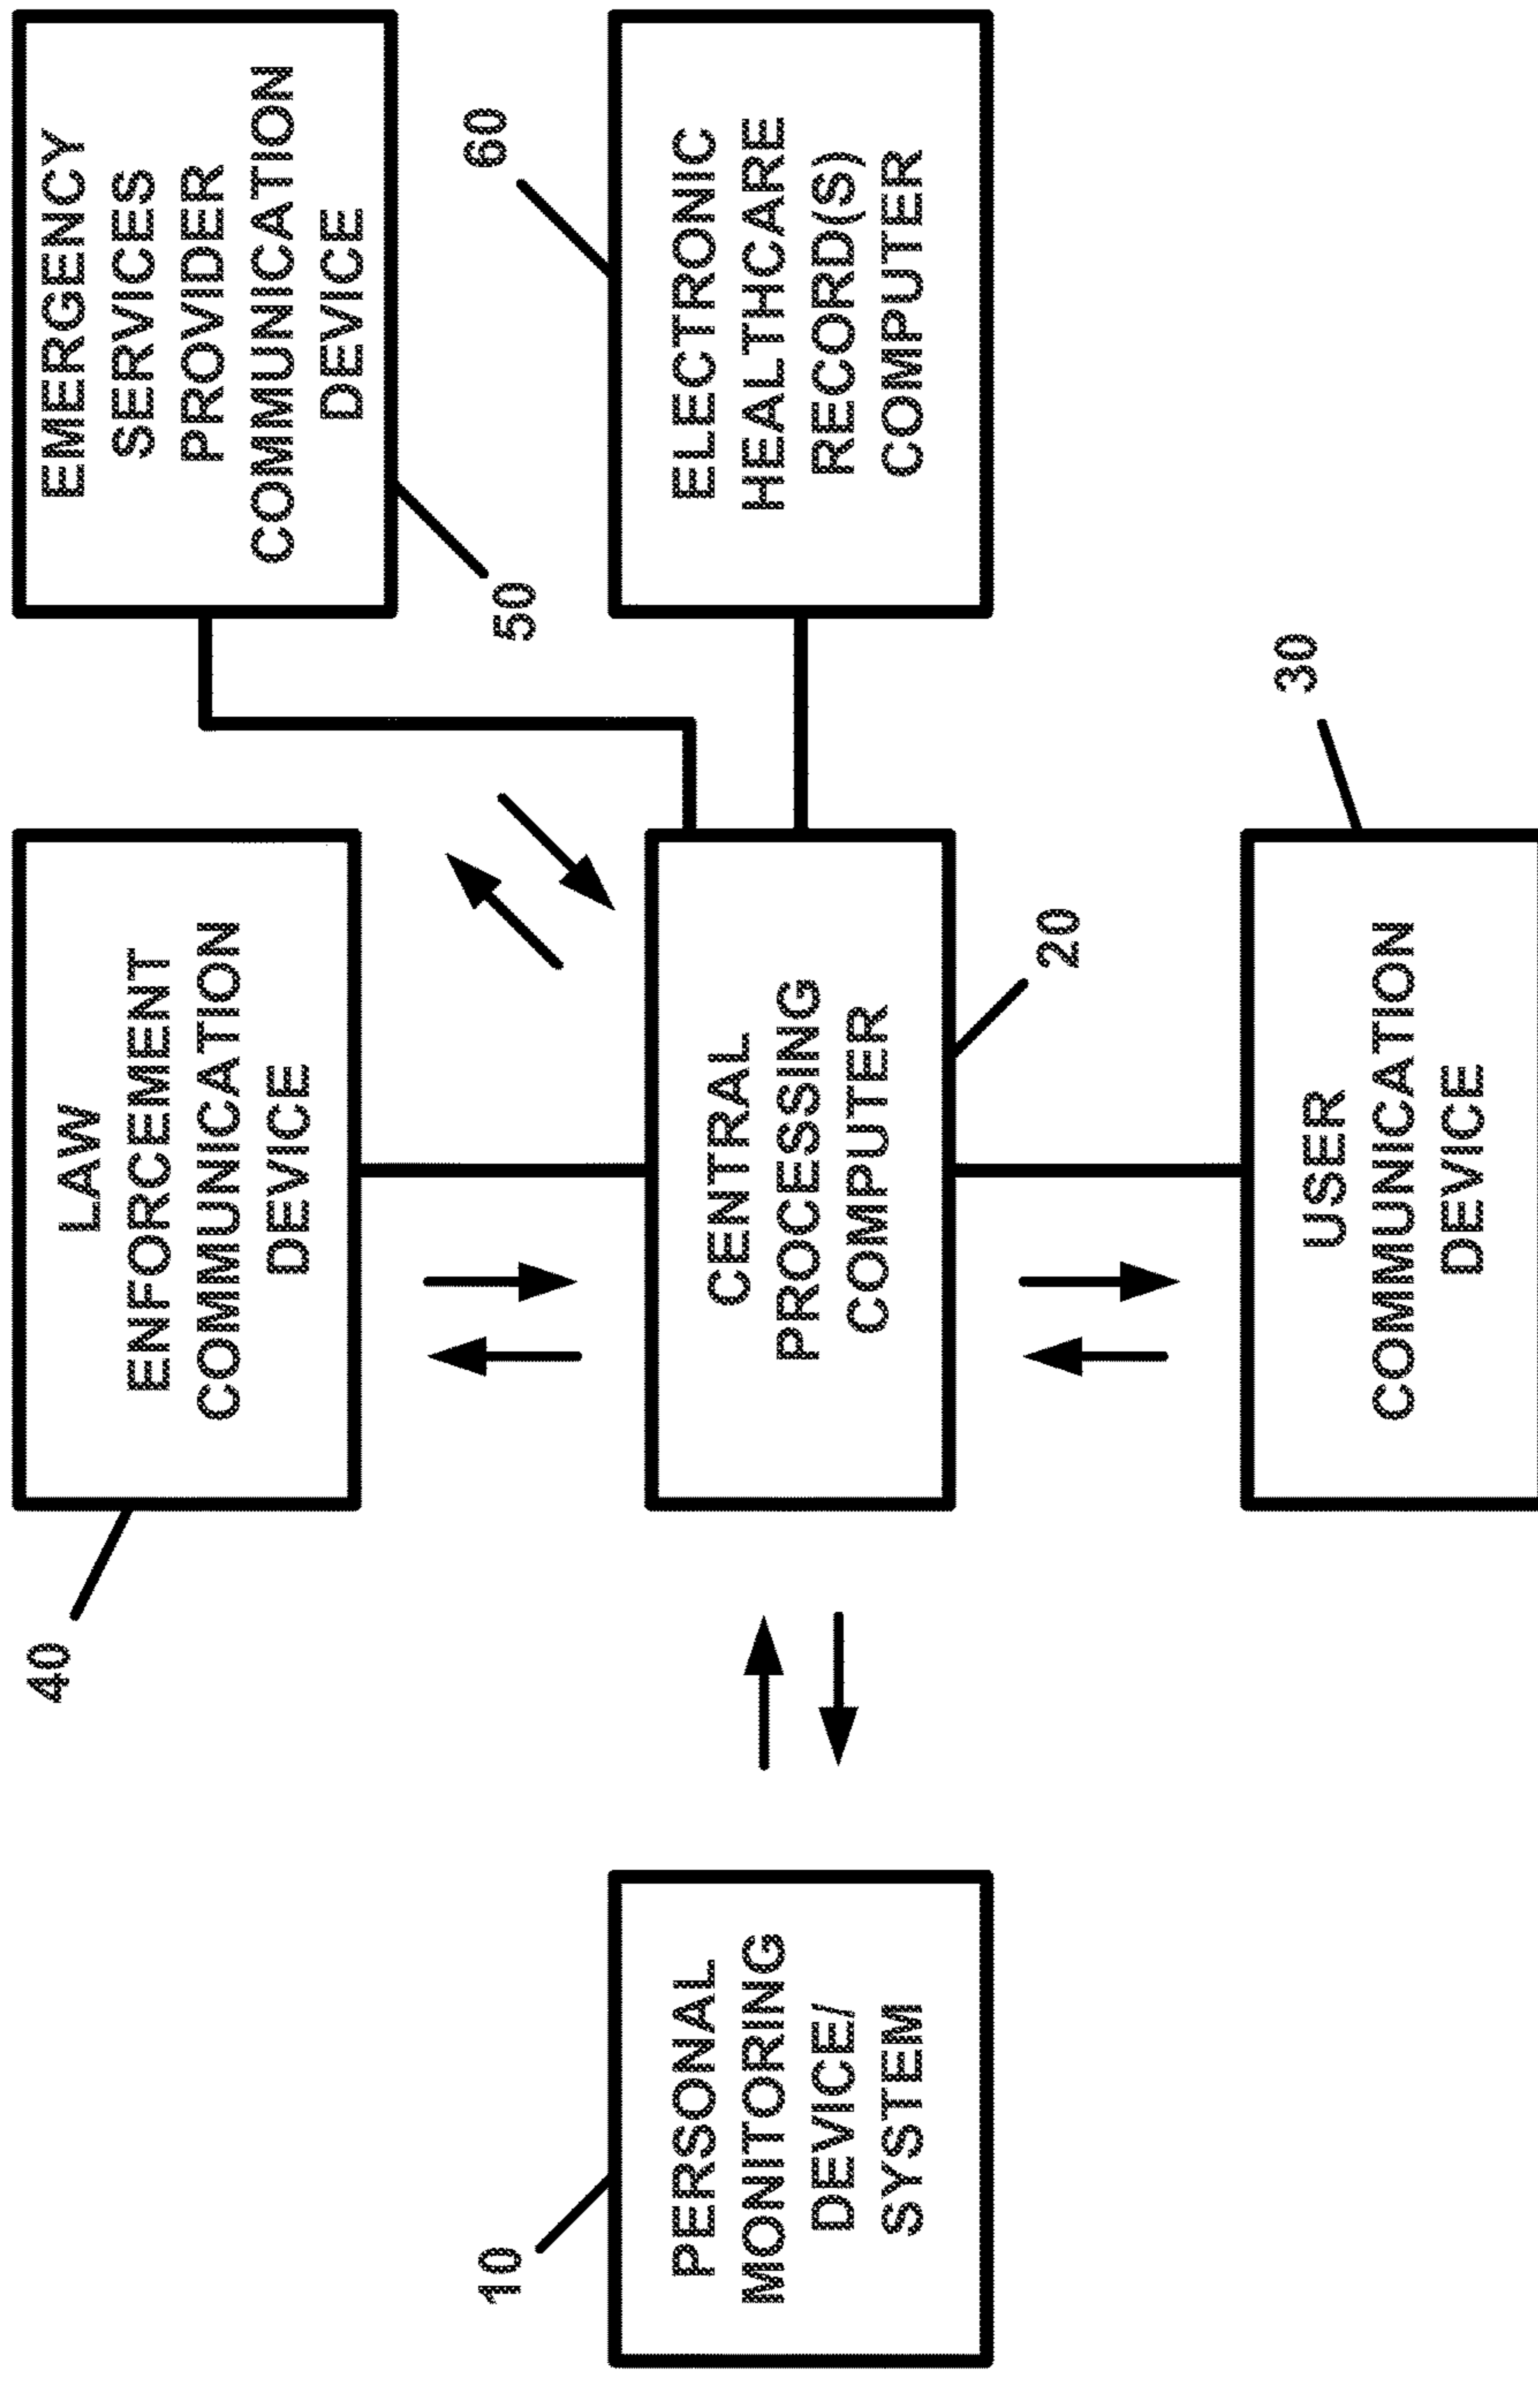 LAW
ENFORCEMENT
COMMUNICATION
DEVICE
40
EMERGENCY
SERVICES
PROVIDER
COMMUNICATION
DEVICE
50
PERSONAL
MONITORING
DEVICE/
SYSTEM
10
CENTRAL
PROCESSING
COMPUTER
20
ELECTRONIC
HEALTHCARE
RECORD(S)
COMPUTER
60
USER
COMMUNICATION
DEVICE
30